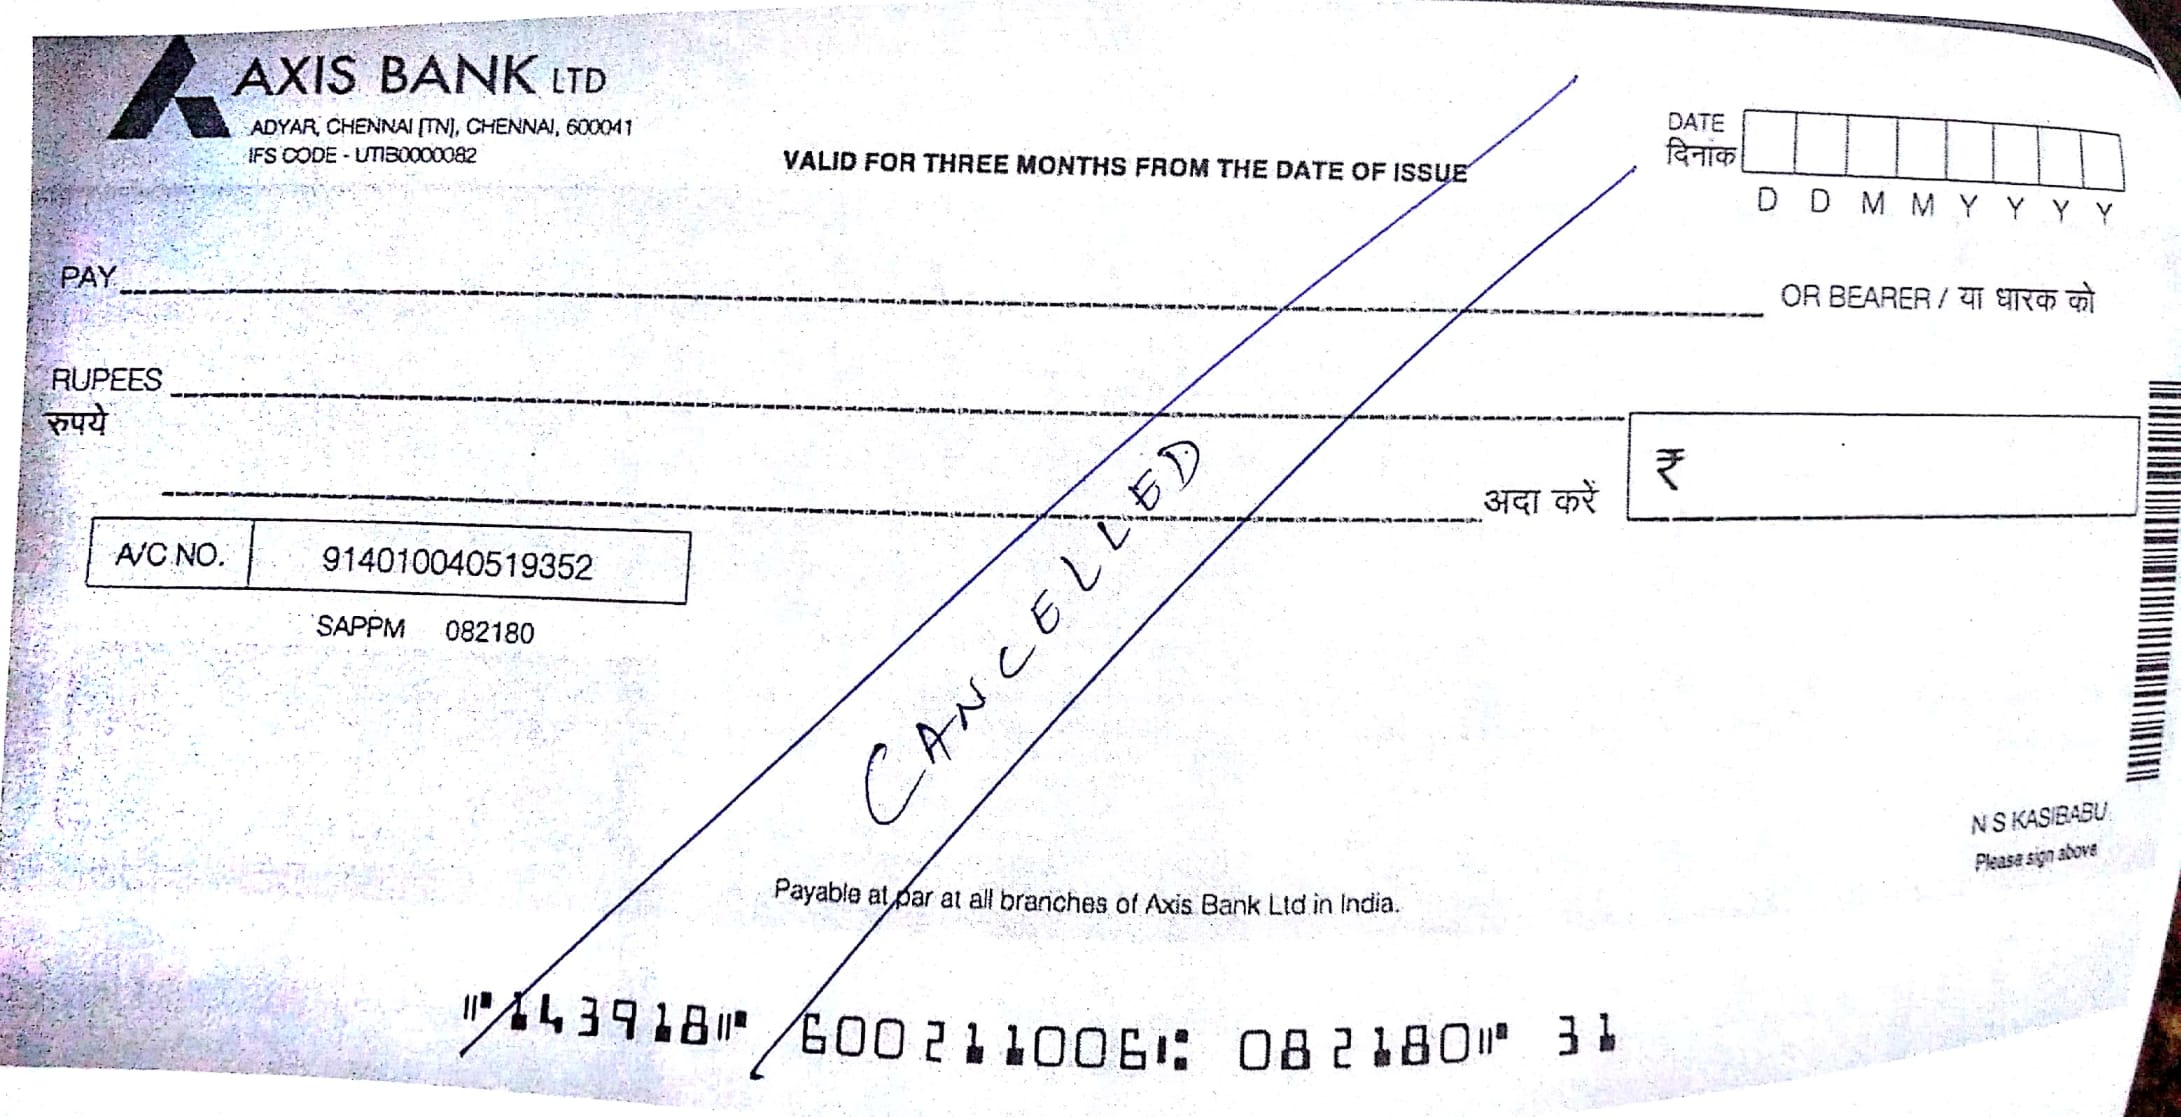 AXIS BANK LTD
ADYAR, CHENNAI [TN], CHENNAI, 600041
IFS CODE - UTIB0000082
VALID FOR THREE MONTHS FROM THE DATE OF ISSUE
DATE
दिनांक
D D M M Y Y Y Y
PAY OR BEARER / या धारक को
RUPEES
रुपये
अदा करें ₹
A/C NO. 914010040519352
SAPPM 082180
CANCELLED
N S KASIBABU
Please sign above
Payable at par at all branches of Axis Bank Ltd in India.
⑈143918⑈ 600211006⑆ 082180⑈ 31